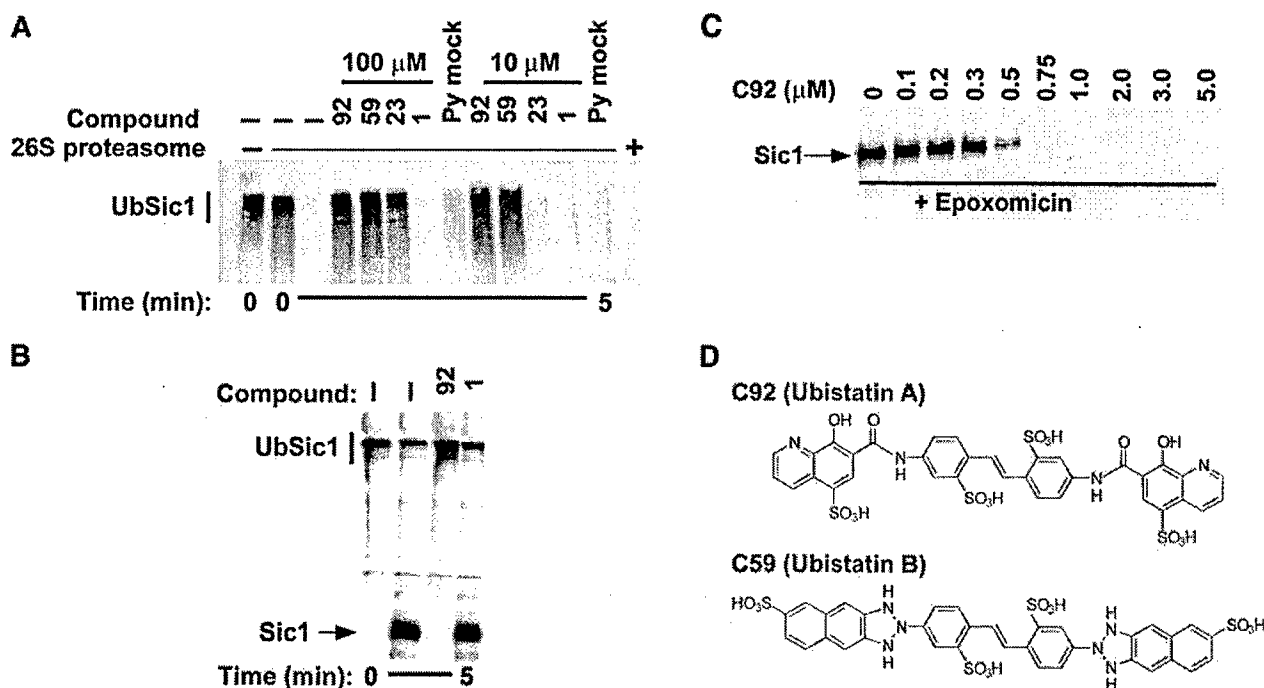 A
100 μM
Py mock
10 μM
Py mock
Compound – – – 92 59 23 1 92 59 23 1
26S proteasome – +
UbSic1
Time (min): 0 0 5
B
Compound: – – 92 1
UbSic1
Sic1
Time (min): 0 5
C
C92 (μM) 0 0.1 0.2 0.3 0.5 0.75 1.0 2.0 3.0 5.0
Sic1
+ Epoxomicin
D
C92 (Ubistatin A)
OH O SO₃H O OH
N N
N H SO₃H N H
SO₃H SO₃H
C59 (Ubistatin B)
HO₃S H N SO₃H H N SO₃H
N N
N H SO₃H N H